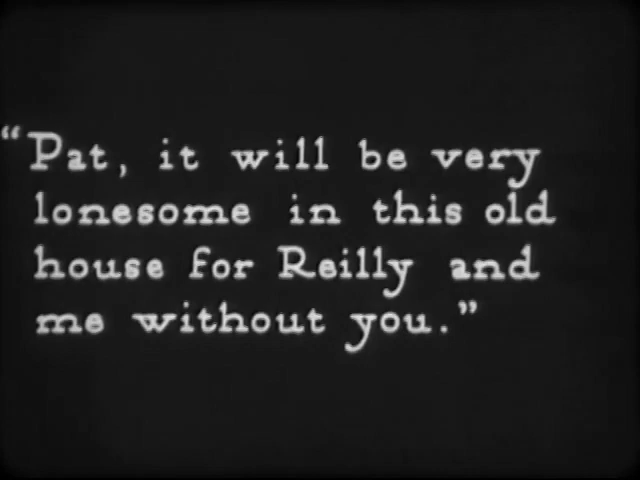 “Pat, it will be very
lonesome in this old
house for Reilly and
me without you.”